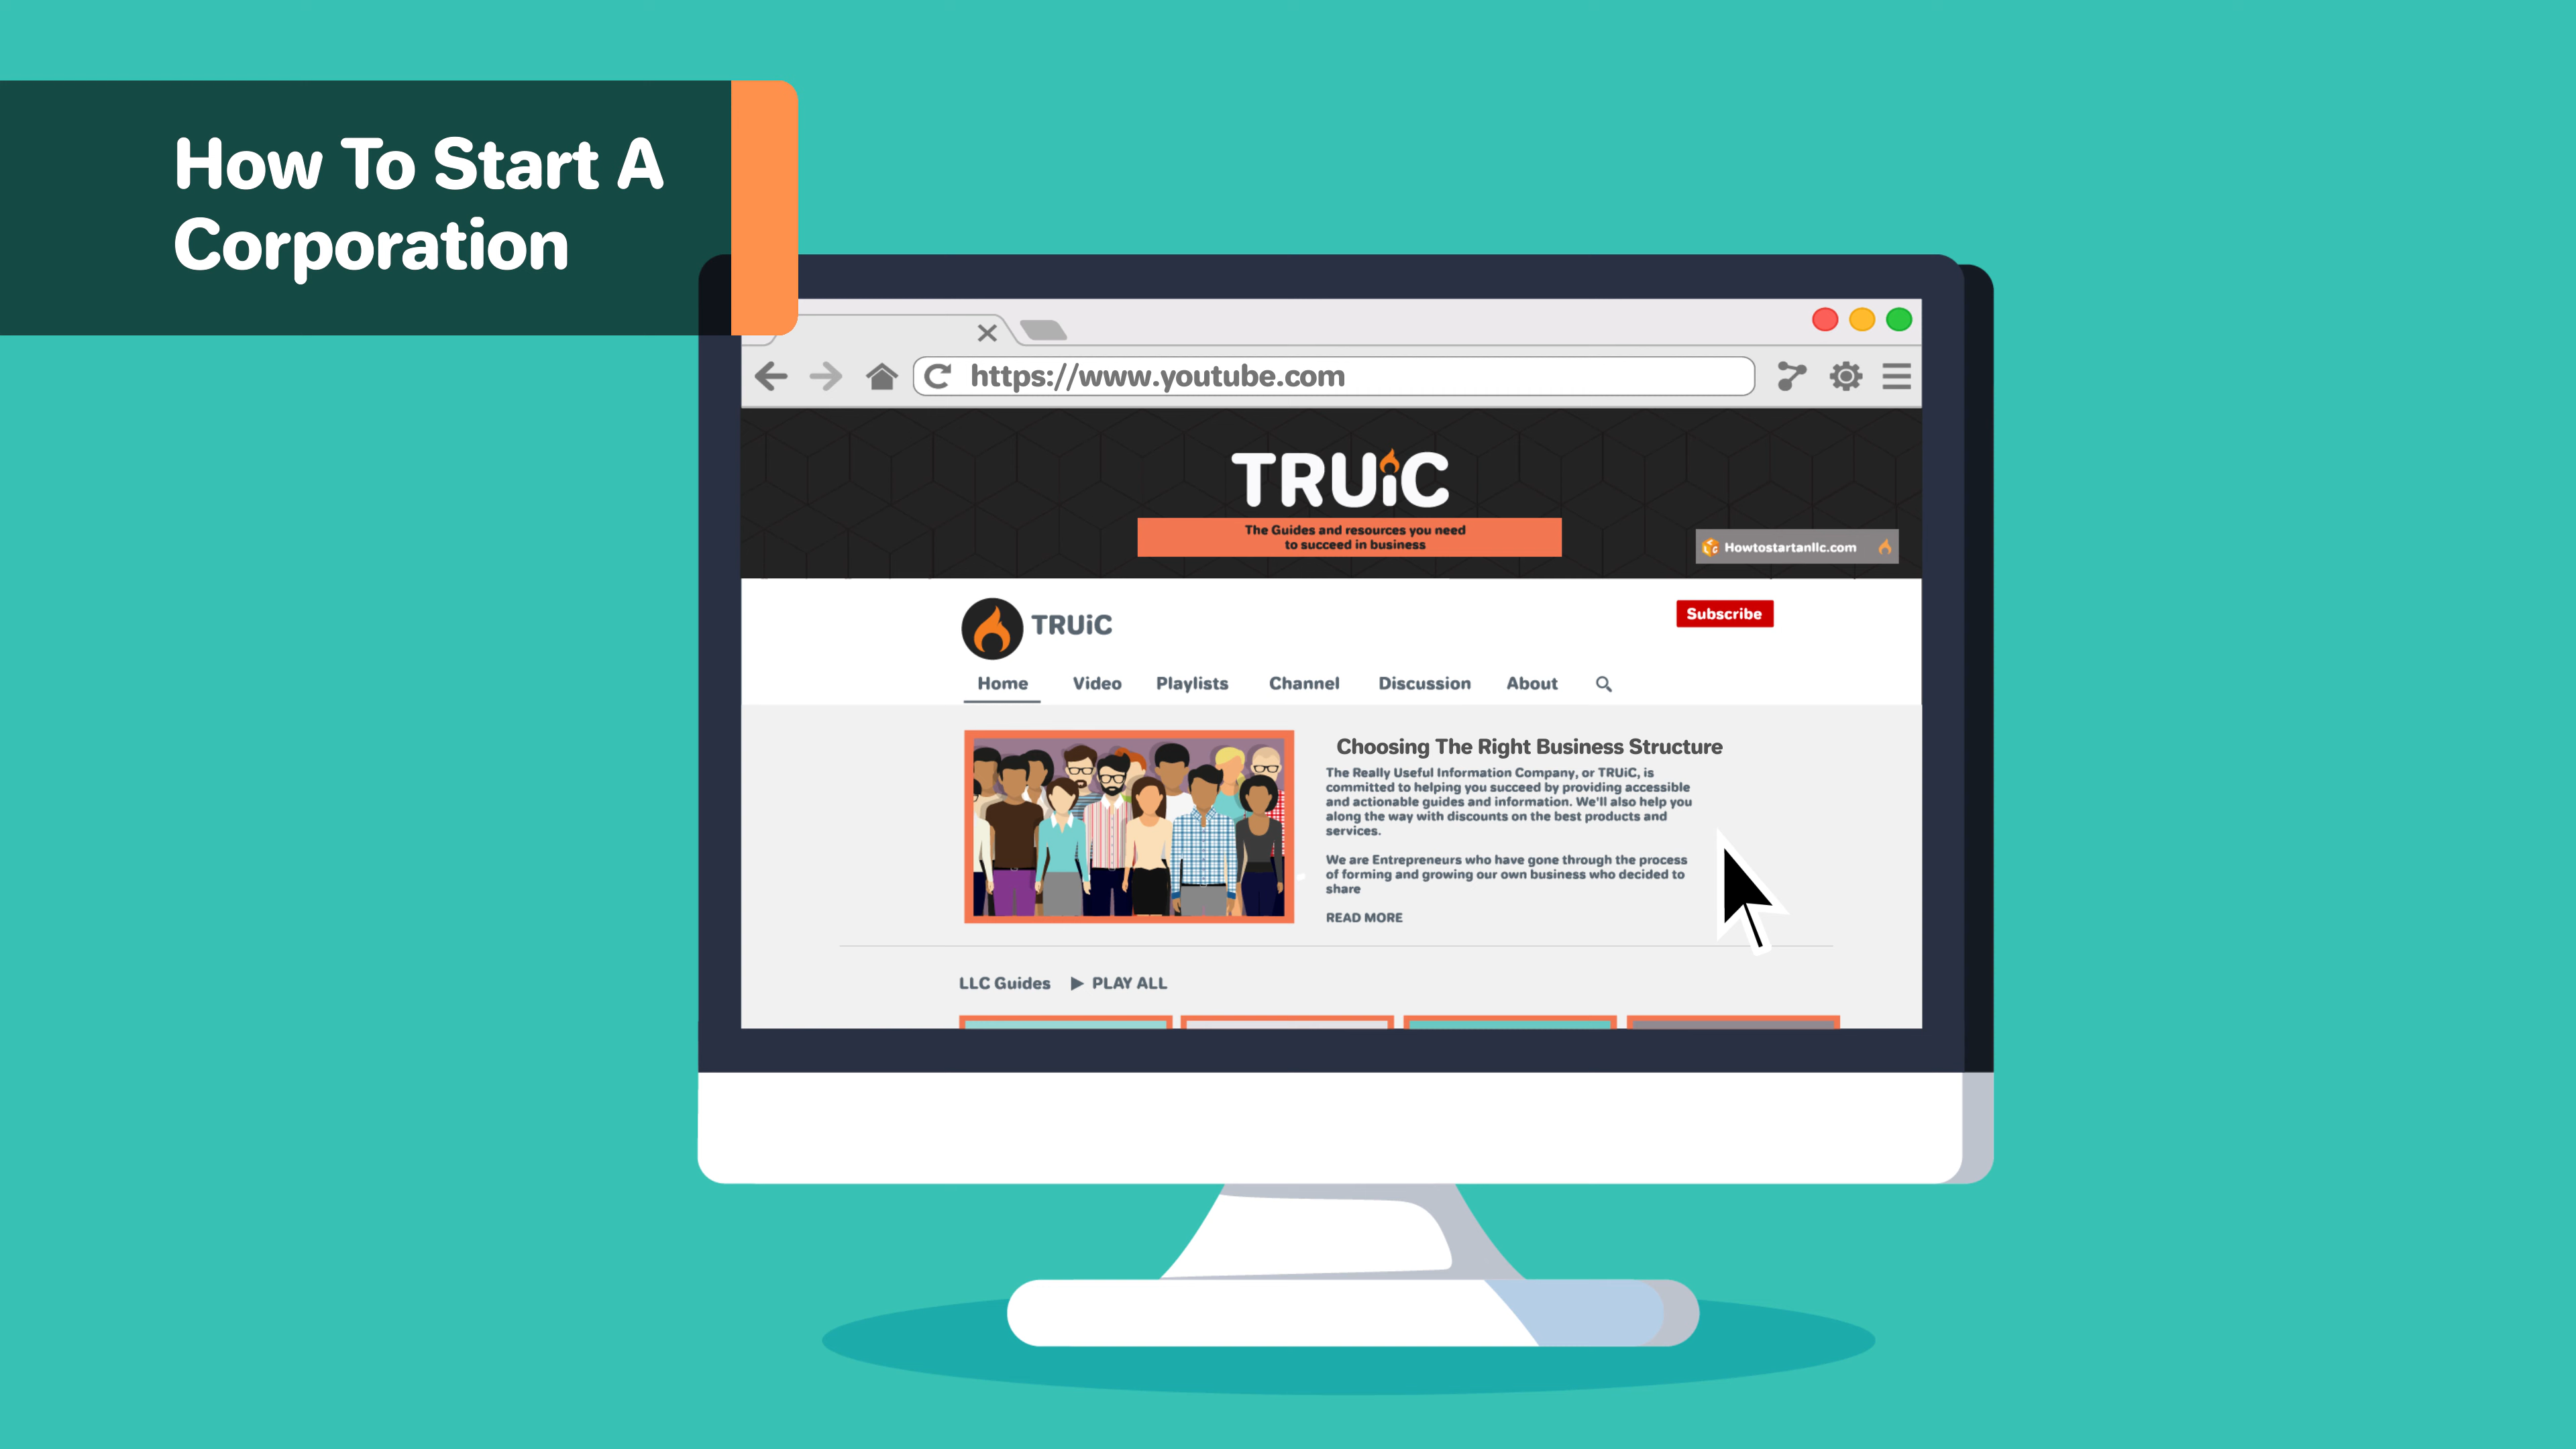 How To Start A
Corporation
https://www.youtube.com
TRUiC
The Guides and resources you need
to succeed in business
Howtostartanllc.com
TRUiC
Subscribe
Home Video Playlists Channel Discussion About
Choosing The Right Business Structure
The Really Useful Information Company, or TRUiC, is
committed to helping you succeed by providing accessible
and actionable guides and information. We'll also help you
along the way with discounts on the best products and
services.
We are Entrepreneurs who have gone through the process
of forming and growing our own business who decided to
share
READ MORE
LLC Guides PLAY ALL